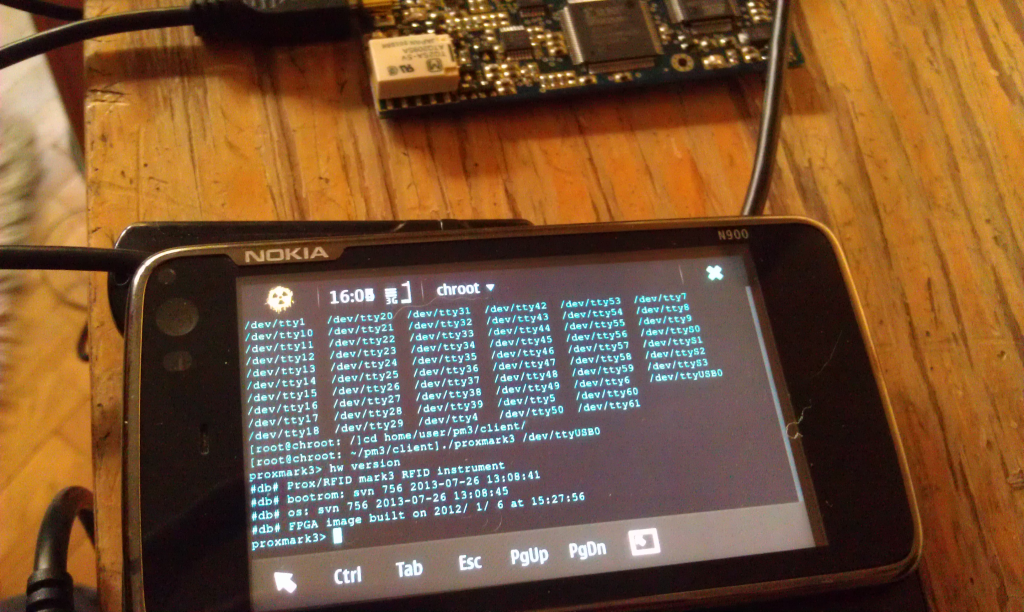 NOKIA
N900
16:05 3G chroot
/dev/tty1 /dev/tty20 /dev/tty31 /dev/tty42 /dev/tty53 /dev/tty7
/dev/tty10 /dev/tty21 /dev/tty32 /dev/tty43 /dev/tty54 /dev/tty8
/dev/tty11 /dev/tty22 /dev/tty33 /dev/tty44 /dev/tty55 /dev/tty9
/dev/tty12 /dev/tty23 /dev/tty34 /dev/tty45 /dev/tty56 /dev/ttyS0
/dev/tty13 /dev/tty24 /dev/tty35 /dev/tty46 /dev/tty57 /dev/ttyS1
/dev/tty14 /dev/tty25 /dev/tty36 /dev/tty47 /dev/tty58 /dev/ttyS2
/dev/tty15 /dev/tty26 /dev/tty37 /dev/tty48 /dev/tty59 /dev/ttyS3
/dev/tty16 /dev/tty27 /dev/tty38 /dev/tty49 /dev/tty6 /dev/ttyUSB0
/dev/tty17 /dev/tty28 /dev/tty39 /dev/tty5 /dev/tty60
/dev/tty18 /dev/tty29 /dev/tty4 /dev/tty50 /dev/tty61
[root@chroot: /]cd home/user/pm3/client/
[root@chroot: ~/pm3/client]./proxmark3 /dev/ttyUSB0
proxmark3> hw version
#db# Prox/RFID mark3 RFID instrument
#db# bootrom: svn 756 2013-07-26 13:08:41
#db# os: svn 756 2013-07-26 13:08:45
#db# FPGA image built on 2012/ 1/ 6 at 15:27:56
proxmark3>
Ctrl Tab Esc PgUp PgDn